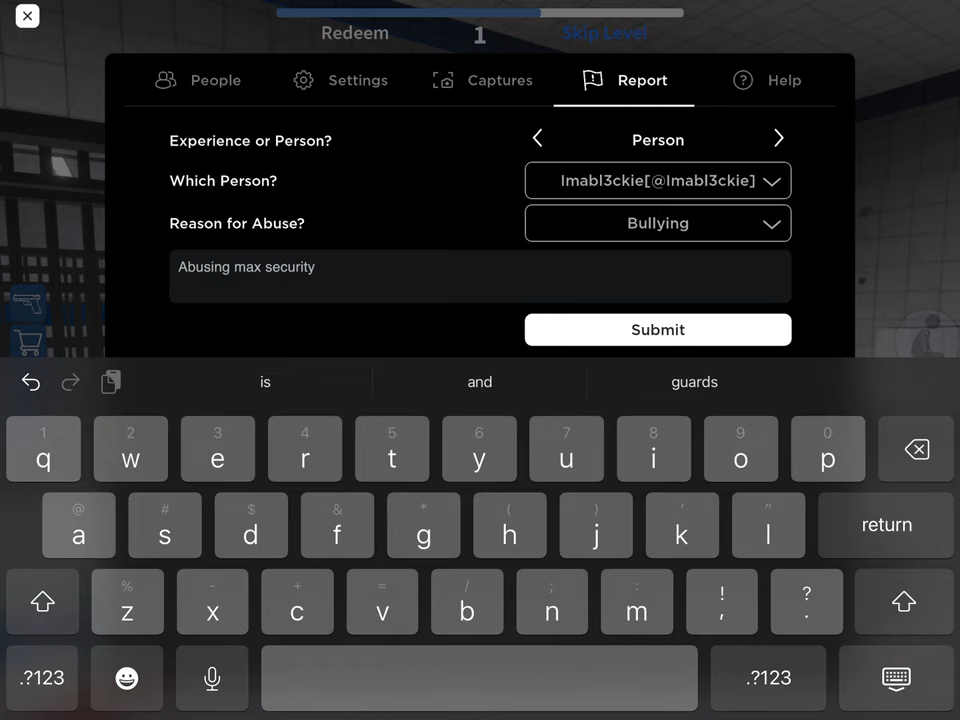 Redeem 1 Skip Level
People Settings Captures Report Help
Experience or Person? Person
Which Person? Imabl3ckie[@Imabl3ckie]
Reason for Abuse? Bullying
Abusing max security
Submit
is and guards
1 2 3 4 5 6 7 8 9 0
q w e r t y u i o p
@ # $ & * ( ) ' "
a s d f g h j k l return
% - + = / ; : ! ?
z x c v b n m , .
.?123 .?123